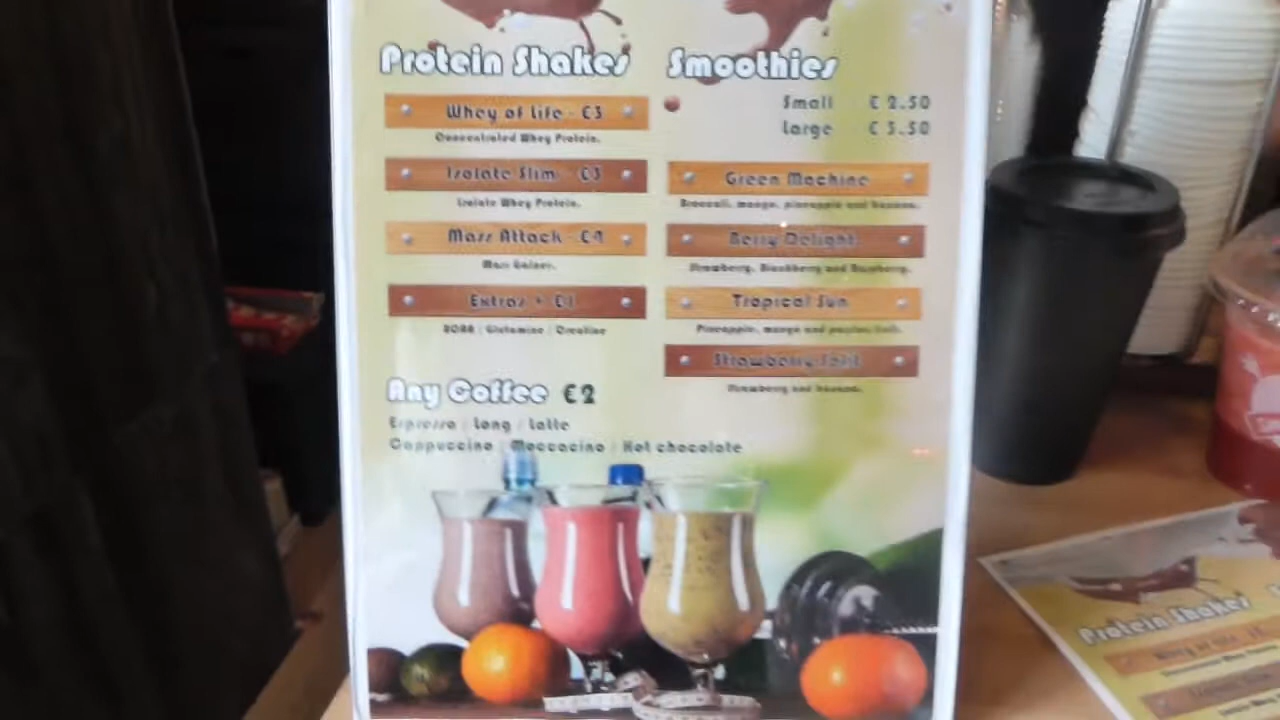 Protein Shakes
Whey of Life - €3
Concentrated Whey Protein.
Isolate Slim - €3
Isolate Whey Protein.
Mass Attack - €4
Mass Gainer.
Extras + €1
BCAA | Glutamine | Creatine
Any Coffee €2
Espresso | Long | Latte
Cappuccino | Moccacino | Hot chocolate
Smoothies
Small - € 2.50
Large - € 3.50
Green Machine
Broccoli, mango, pineapple and banana.
Berry Delight
Strawberry, Blackberry and Raspberry.
Tropical Sun
Pineapple, mango and passion fruit.
Strawberry Split
Strawberry and banana.
Protein Shakes